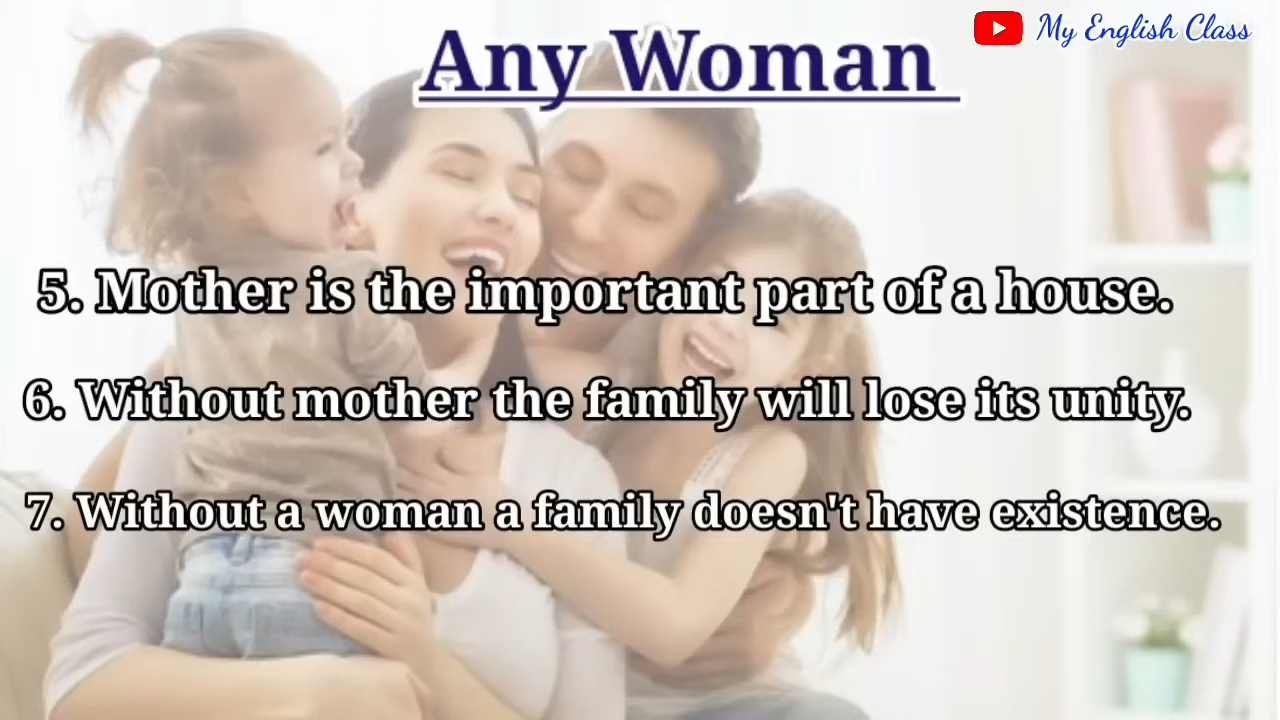 Any Woman
My English Class
5. Mother is the important part of a house.
6. Without mother the family will lose its unity.
7. Without a woman a family doesn't have existence.